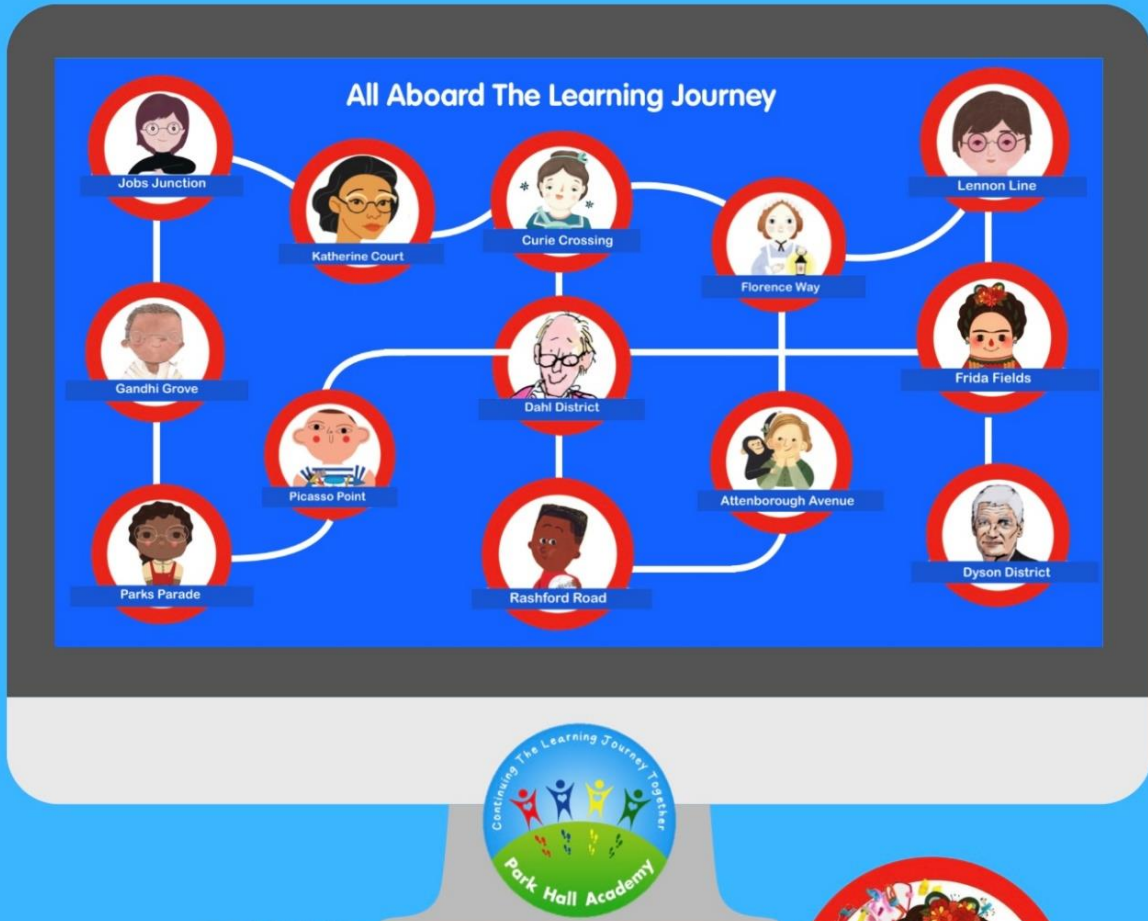 All Aboard The Learning Journey
Jobs Junction
Katherine Court
Curie Crossing
Florence Way
Lennon Line
Gandhi Grove
Picasso Point
Dahl District
Attenborough Avenue
Frida Fields
Parks Parade
Rashford Road
Dyson District
Continuing The Learning Journey Together
Park Hall Academy